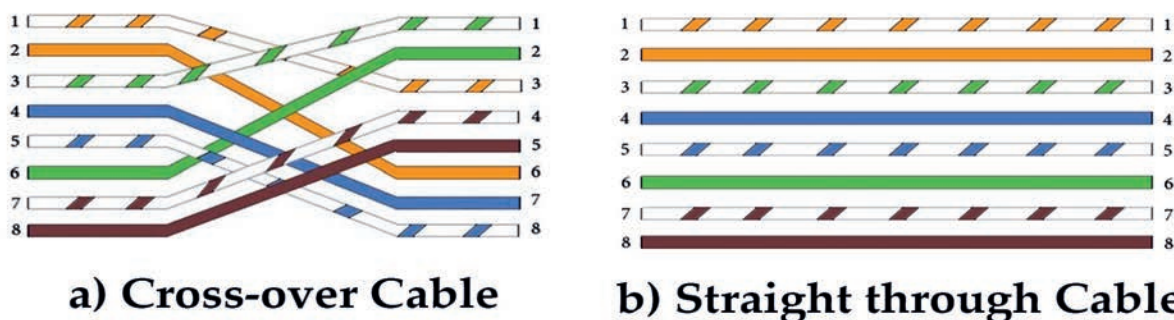 1 1 1 1
2 2 2 2
3 3 3 3
4 4 4 4
5 5 5 5
6 6 6 6
7 7 7 7
8 8 8 8
a) Cross-over Cable b) Straight through Cable